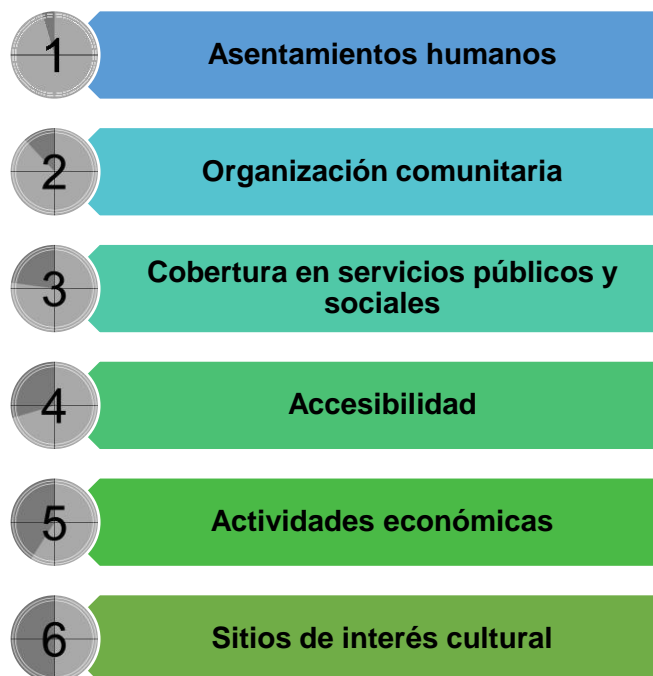 1
Asentamientos humanos
2
Organización comunitaria
3
Cobertura en servicios públicos y
sociales
4
Accesibilidad
5
Actividades económicas
6
Sitios de interés cultural